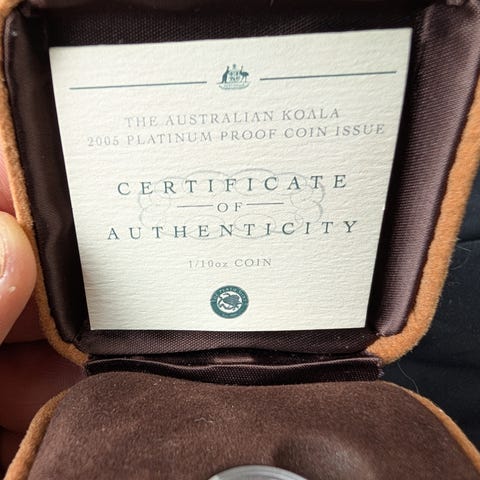 THE AUSTRALIAN KOALA
2005 PLATINUM PROOF COIN ISSUE
CERTIFICATE
OF
AUTHENTICITY
1/10oz COIN